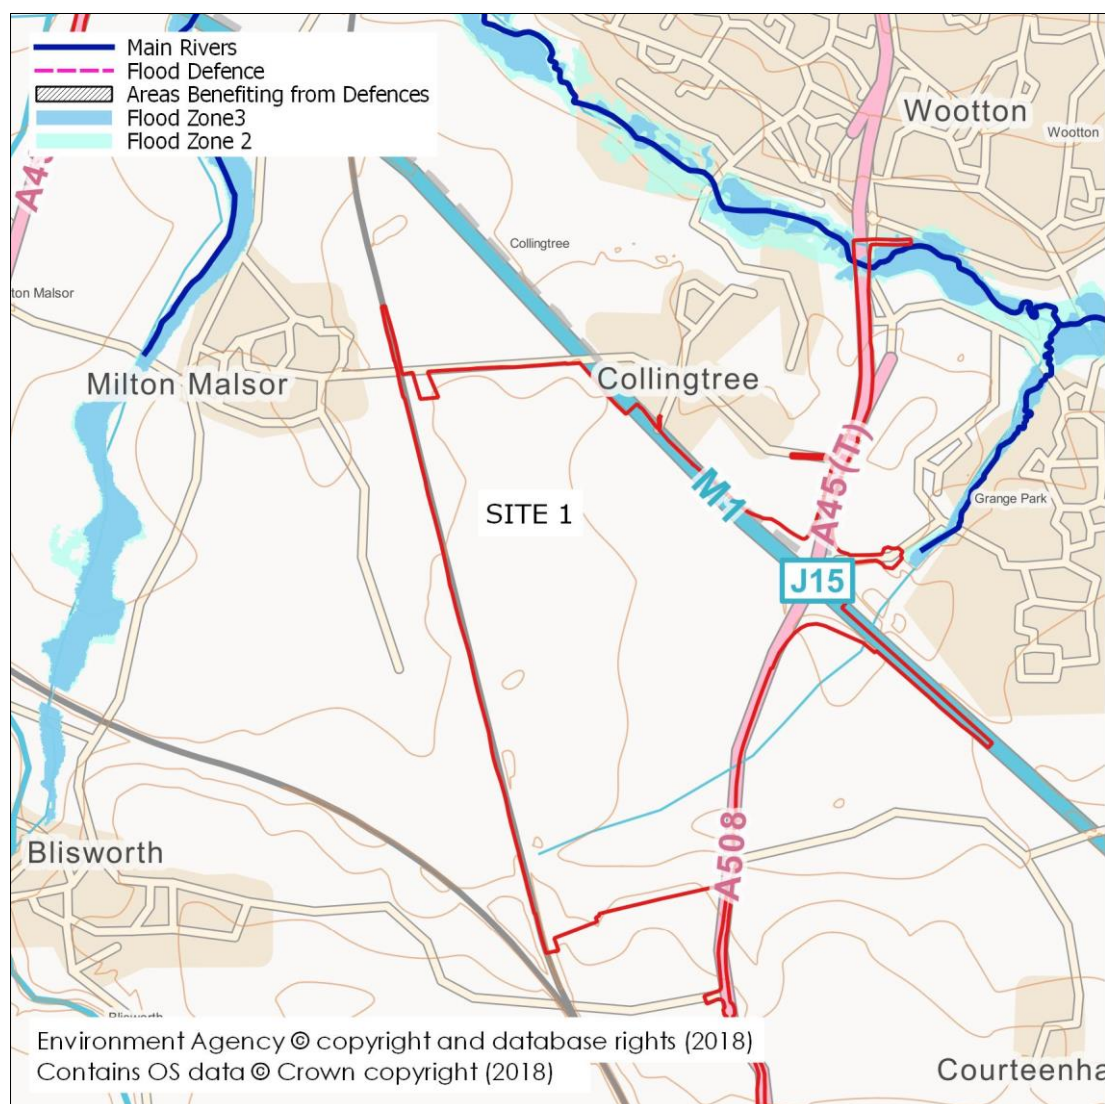 Main Rivers
Flood Defence
Areas Benefiting from Defences
Flood Zone3
Flood Zone 2
Wootton
Wootton
Collingtree
ton Malsor
Milton Malsor
Collingtree
A45(T)
M1
SITE 1
Grange Park
J15
A508
Blisworth
Blisworth
Environment Agency © copyright and database rights (2018)
Contains OS data © Crown copyright (2018)
Courteenha